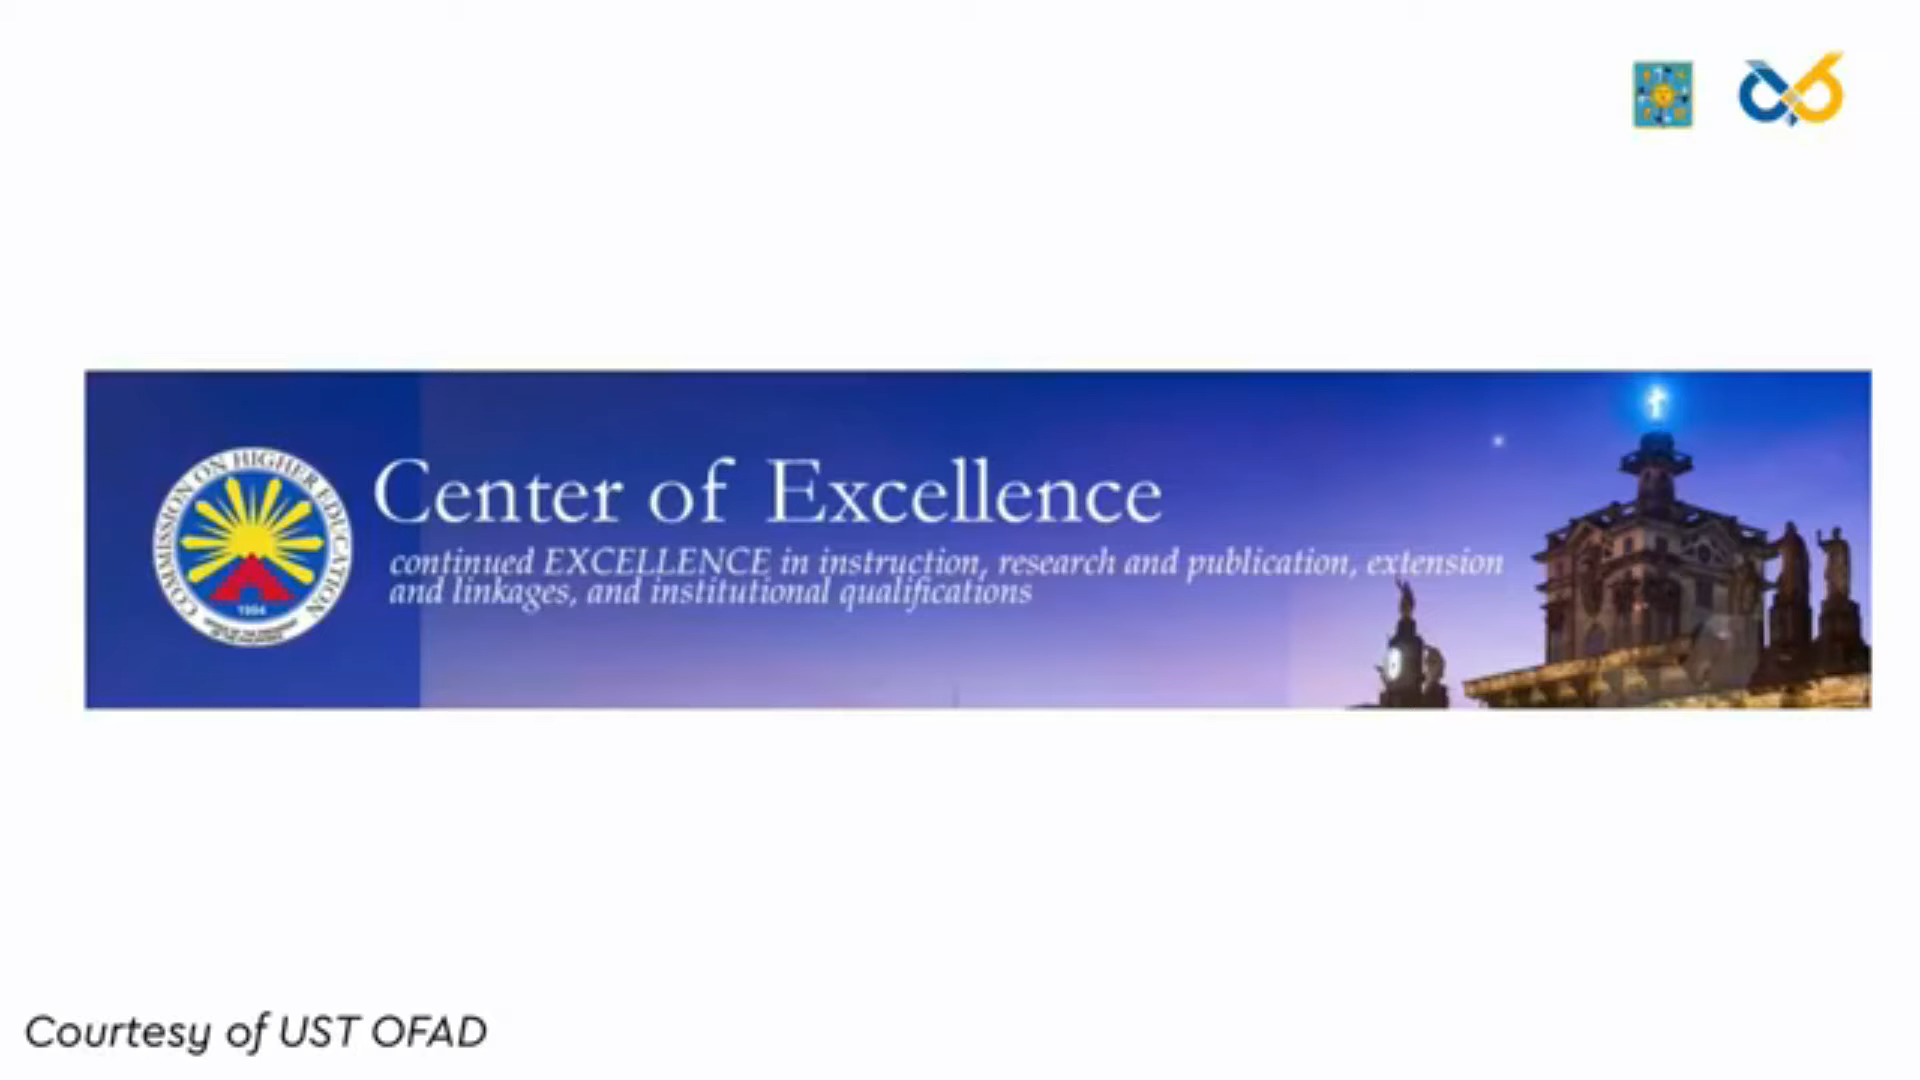 COMMISSION ON HIGHER EDUCATION
1994
Center of Excellence
continued EXCELLENCE in instruction, research and publication, extension
and linkages, and institutional qualifications
Courtesy of UST OFAD